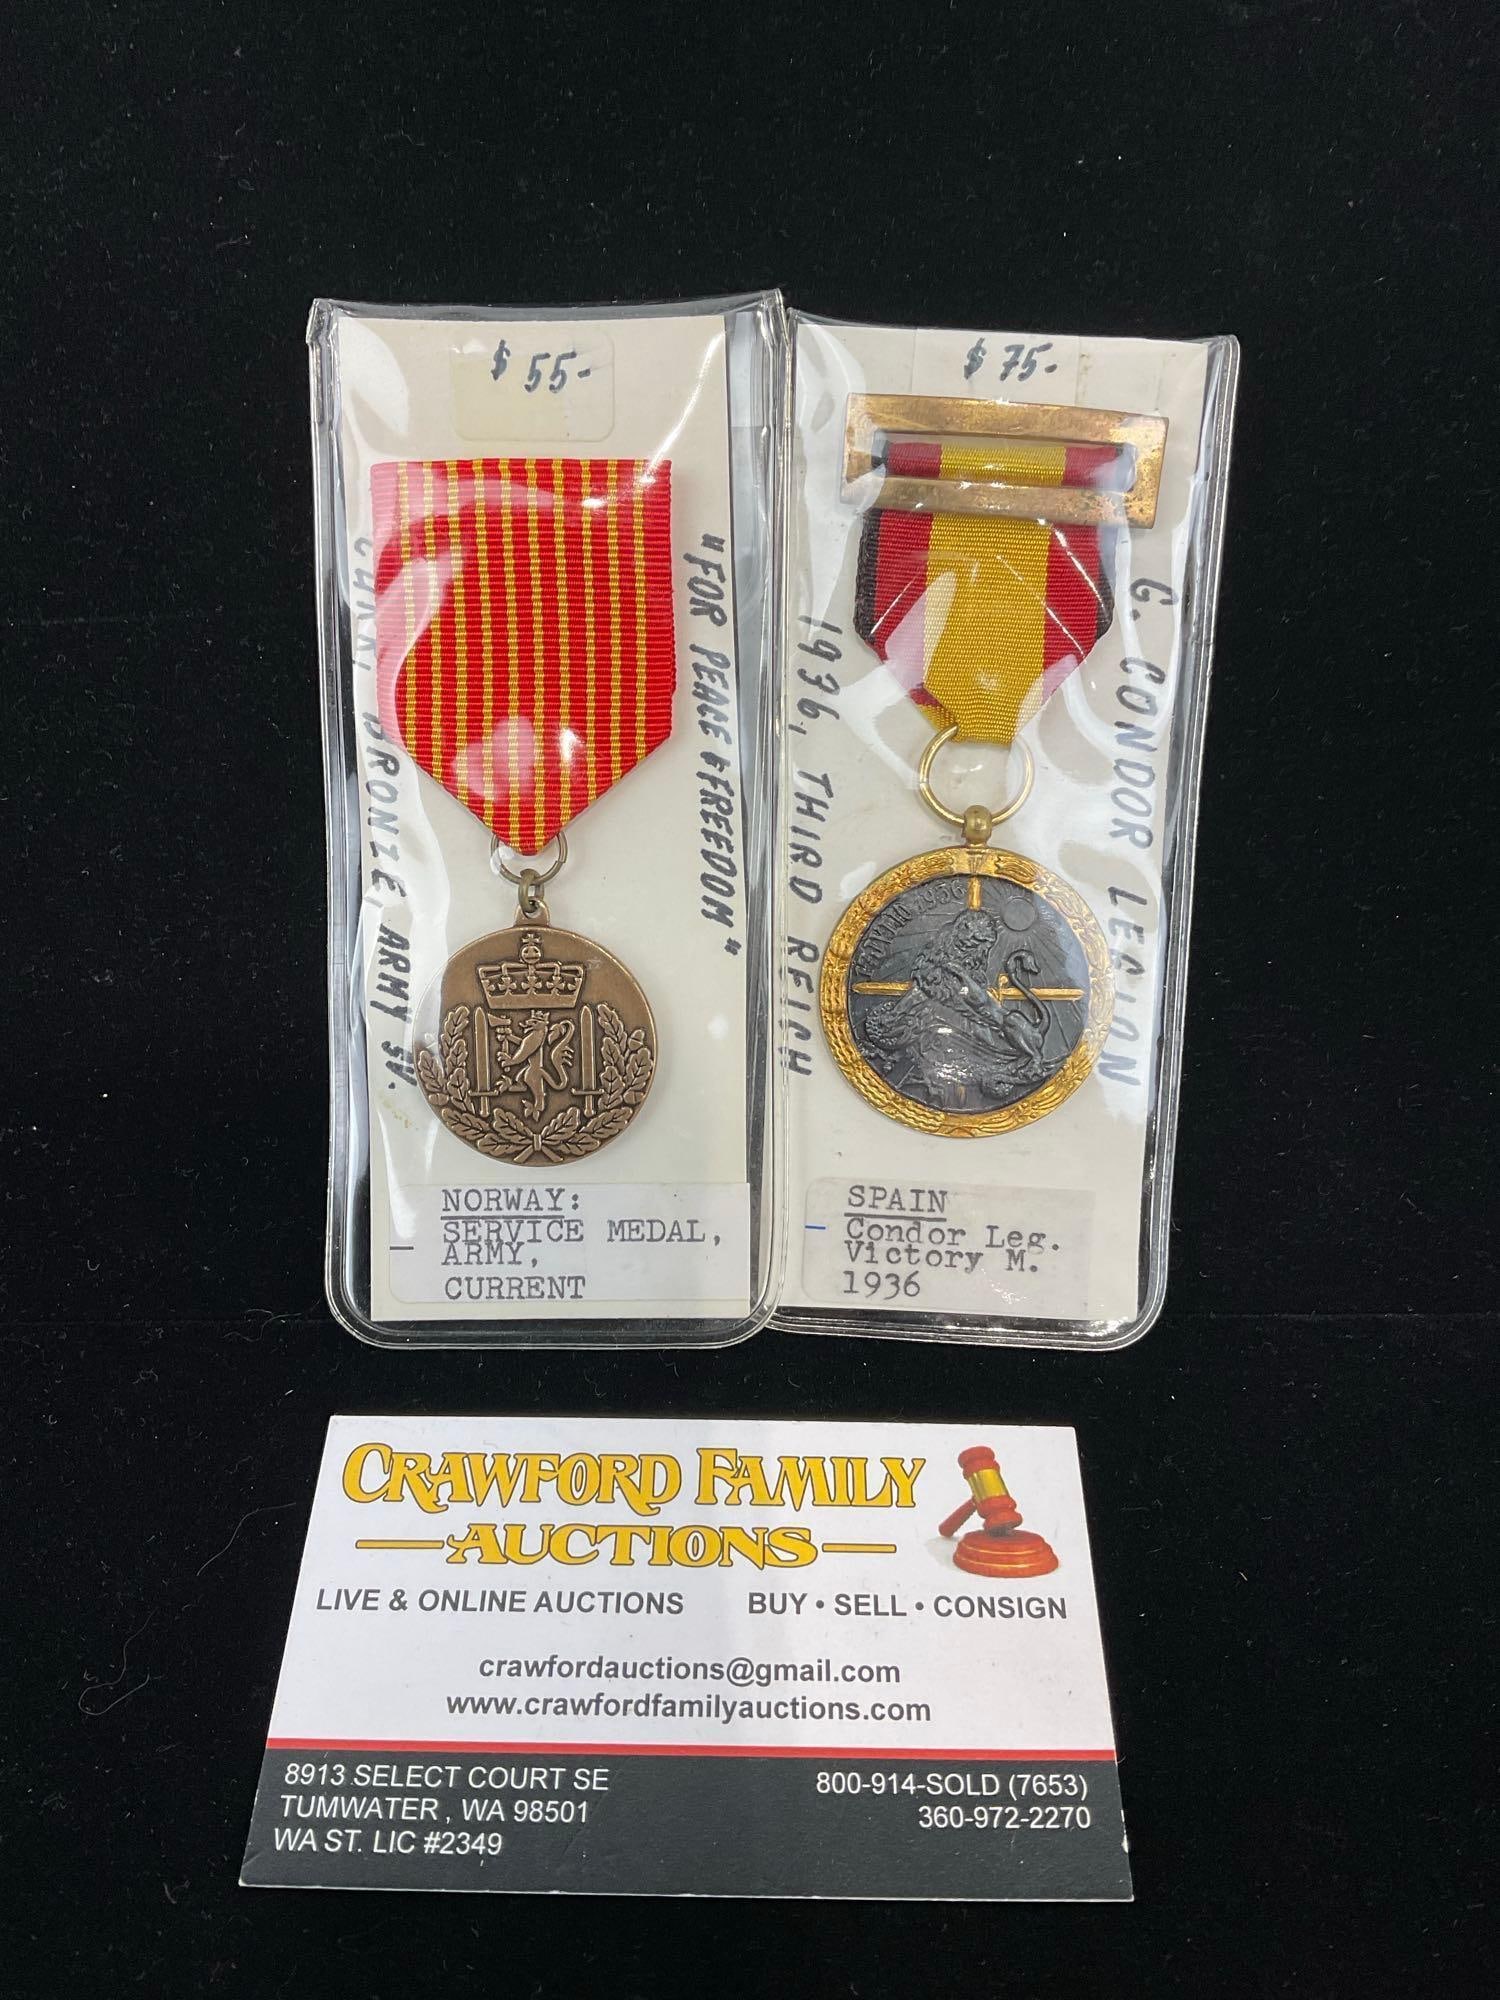 $ 55-
"FOR PEACE & FREEDOM"
BRONZE, ARMY SV.
NORWAY:
- SERVICE MEDAL,
ARMY,
CURRENT
$ 75-
G. CONDOR LEGION
1936, THIRD REICH
1936
SPAIN
- Condor Leg.
Victory M.
1936
CRAWFORD FAMILY
AUCTIONS
LIVE & ONLINE AUCTIONS BUY • SELL • CONSIGN
crawfordauctions@gmail.com
www.crawfordfamilyauctions.com
8913 SELECT COURT SE
TUMWATER, WA 98501
WA ST. LIC #2349
800-914-SOLD (7653)
360-972-2270